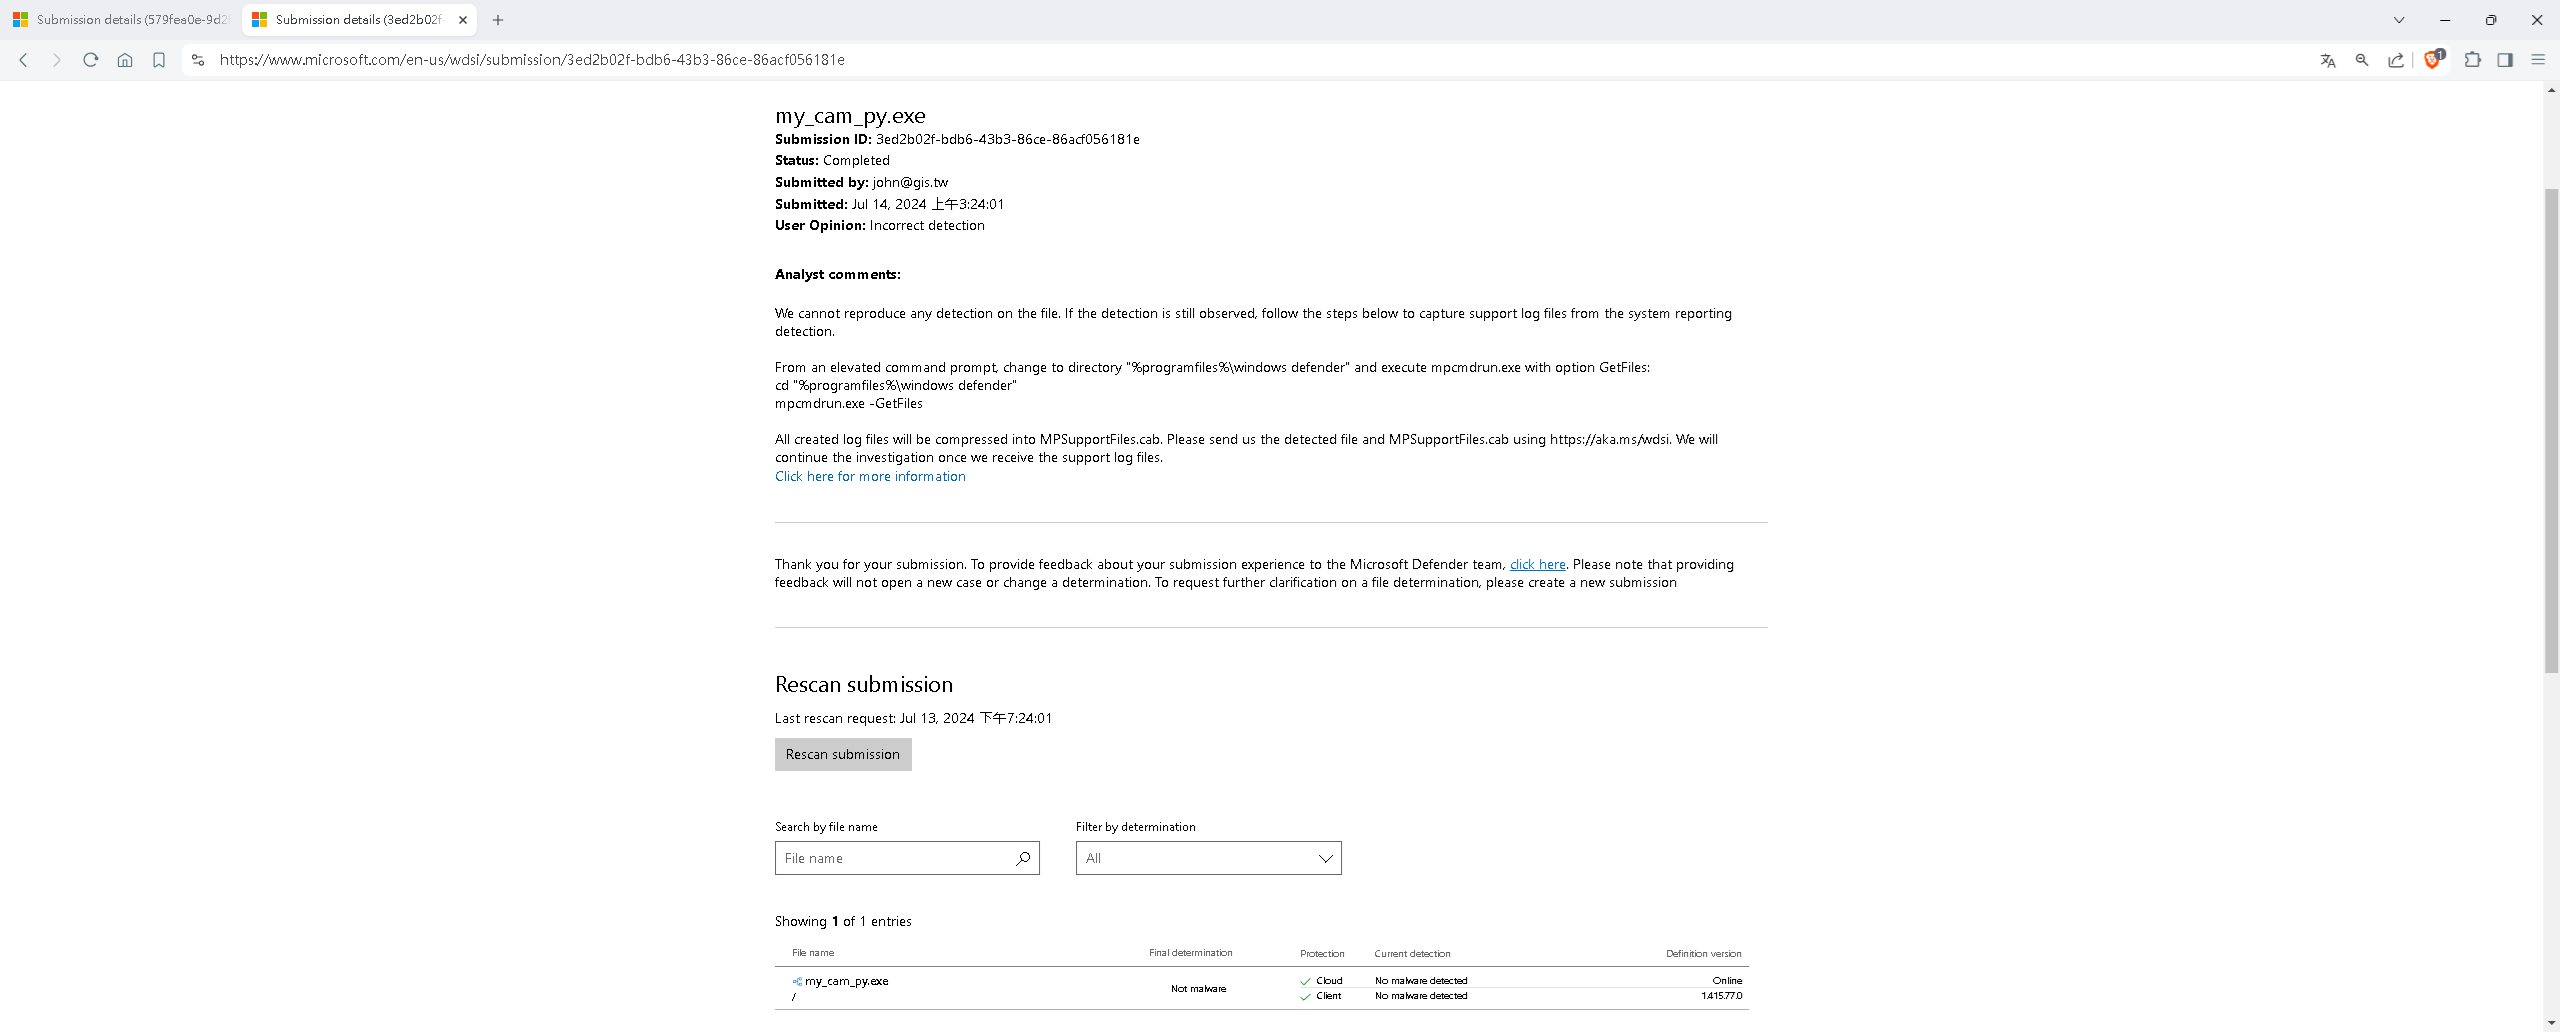 Submission details (579fea0e-9d2
Submission details (3ed2b02f-
https://www.microsoft.com/en-us/wdsi/submission/3ed2b02f-bdb6-43b3-86ce-86acf056181e
1
my_cam_py.exe
Submission ID: 3ed2b02f-bdb6-43b3-86ce-86acf056181e
Status: Completed
Submitted by: john@gis.tw
Submitted: Jul 14, 2024 上午3:24:01
User Opinion: Incorrect detection
Analyst comments:
We cannot reproduce any detection on the file. If the detection is still observed, follow the steps below to capture support log files from the system reporting
detection.
From an elevated command prompt, change to directory "%programfiles%\windows defender" and execute mpcmdrun.exe with option GetFiles:
cd "%programfiles%\windows defender"
mpcmdrun.exe -GetFiles
All created log files will be compressed into MPSupportFiles.cab. Please send us the detected file and MPSupportFiles.cab using https://aka.ms/wdsi. We will
continue the investigation once we receive the support log files.
Click here for more information
Thank you for your submission. To provide feedback about your submission experience to the Microsoft Defender team, click here. Please note that providing
feedback will not open a new case or change a determination. To request further clarification on a file determination, please create a new submission
Rescan submission
Last rescan request: Jul 13, 2024 下午7:24:01
Rescan submission
Search by file name
Filter by determination
File name
All
Showing 1 of 1 entries
File name Final determination Protection Current detection Definition version
my_cam_py.exe Not malware Cloud No malware detected Online
/ Client No malware detected 1.415.77.0